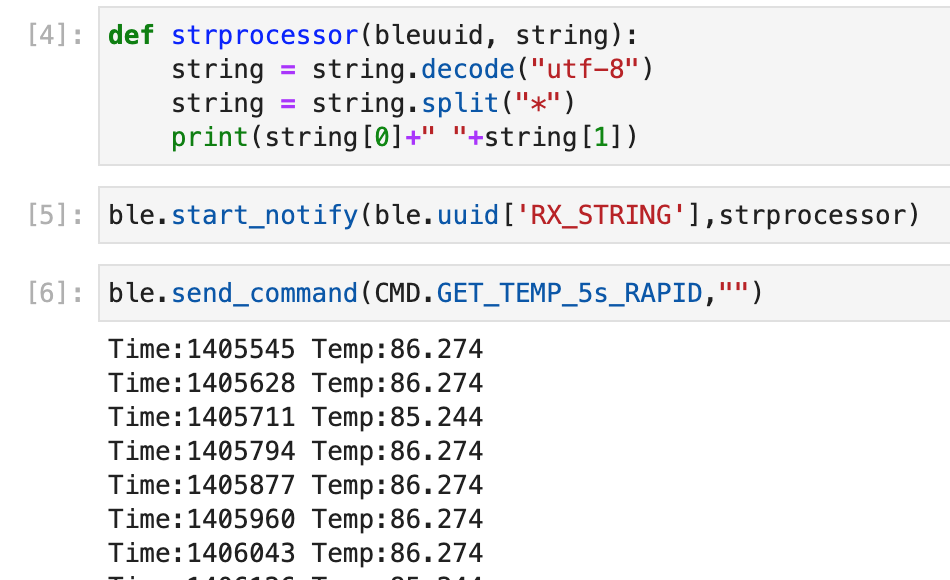 [4]: def strprocessor(bleuuid, string):
    string = string.decode("utf-8")
    string = string.split("*")
    print(string[0]+" "+string[1])
[5]: ble.start_notify(ble.uuid['RX_STRING'],strprocessor)
[6]: ble.send_command(CMD.GET_TEMP_5s_RAPID,"")
Time:1405545 Temp:86.274
Time:1405628 Temp:86.274
Time:1405711 Temp:85.244
Time:1405794 Temp:86.274
Time:1405877 Temp:86.274
Time:1405960 Temp:86.274
Time:1406043 Temp:86.274